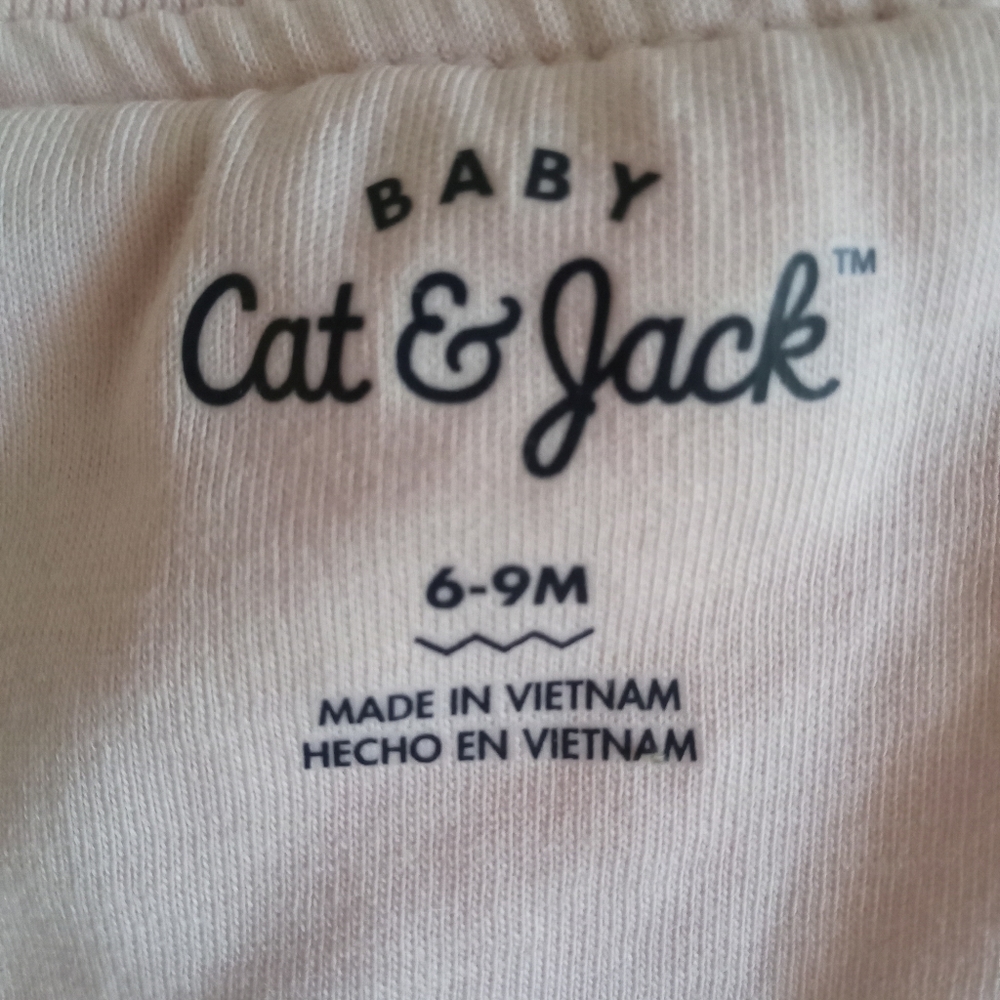 BABY
Cat & Jack™
6-9M
MADE IN VIETNAM
HECHO EN VIETNAM